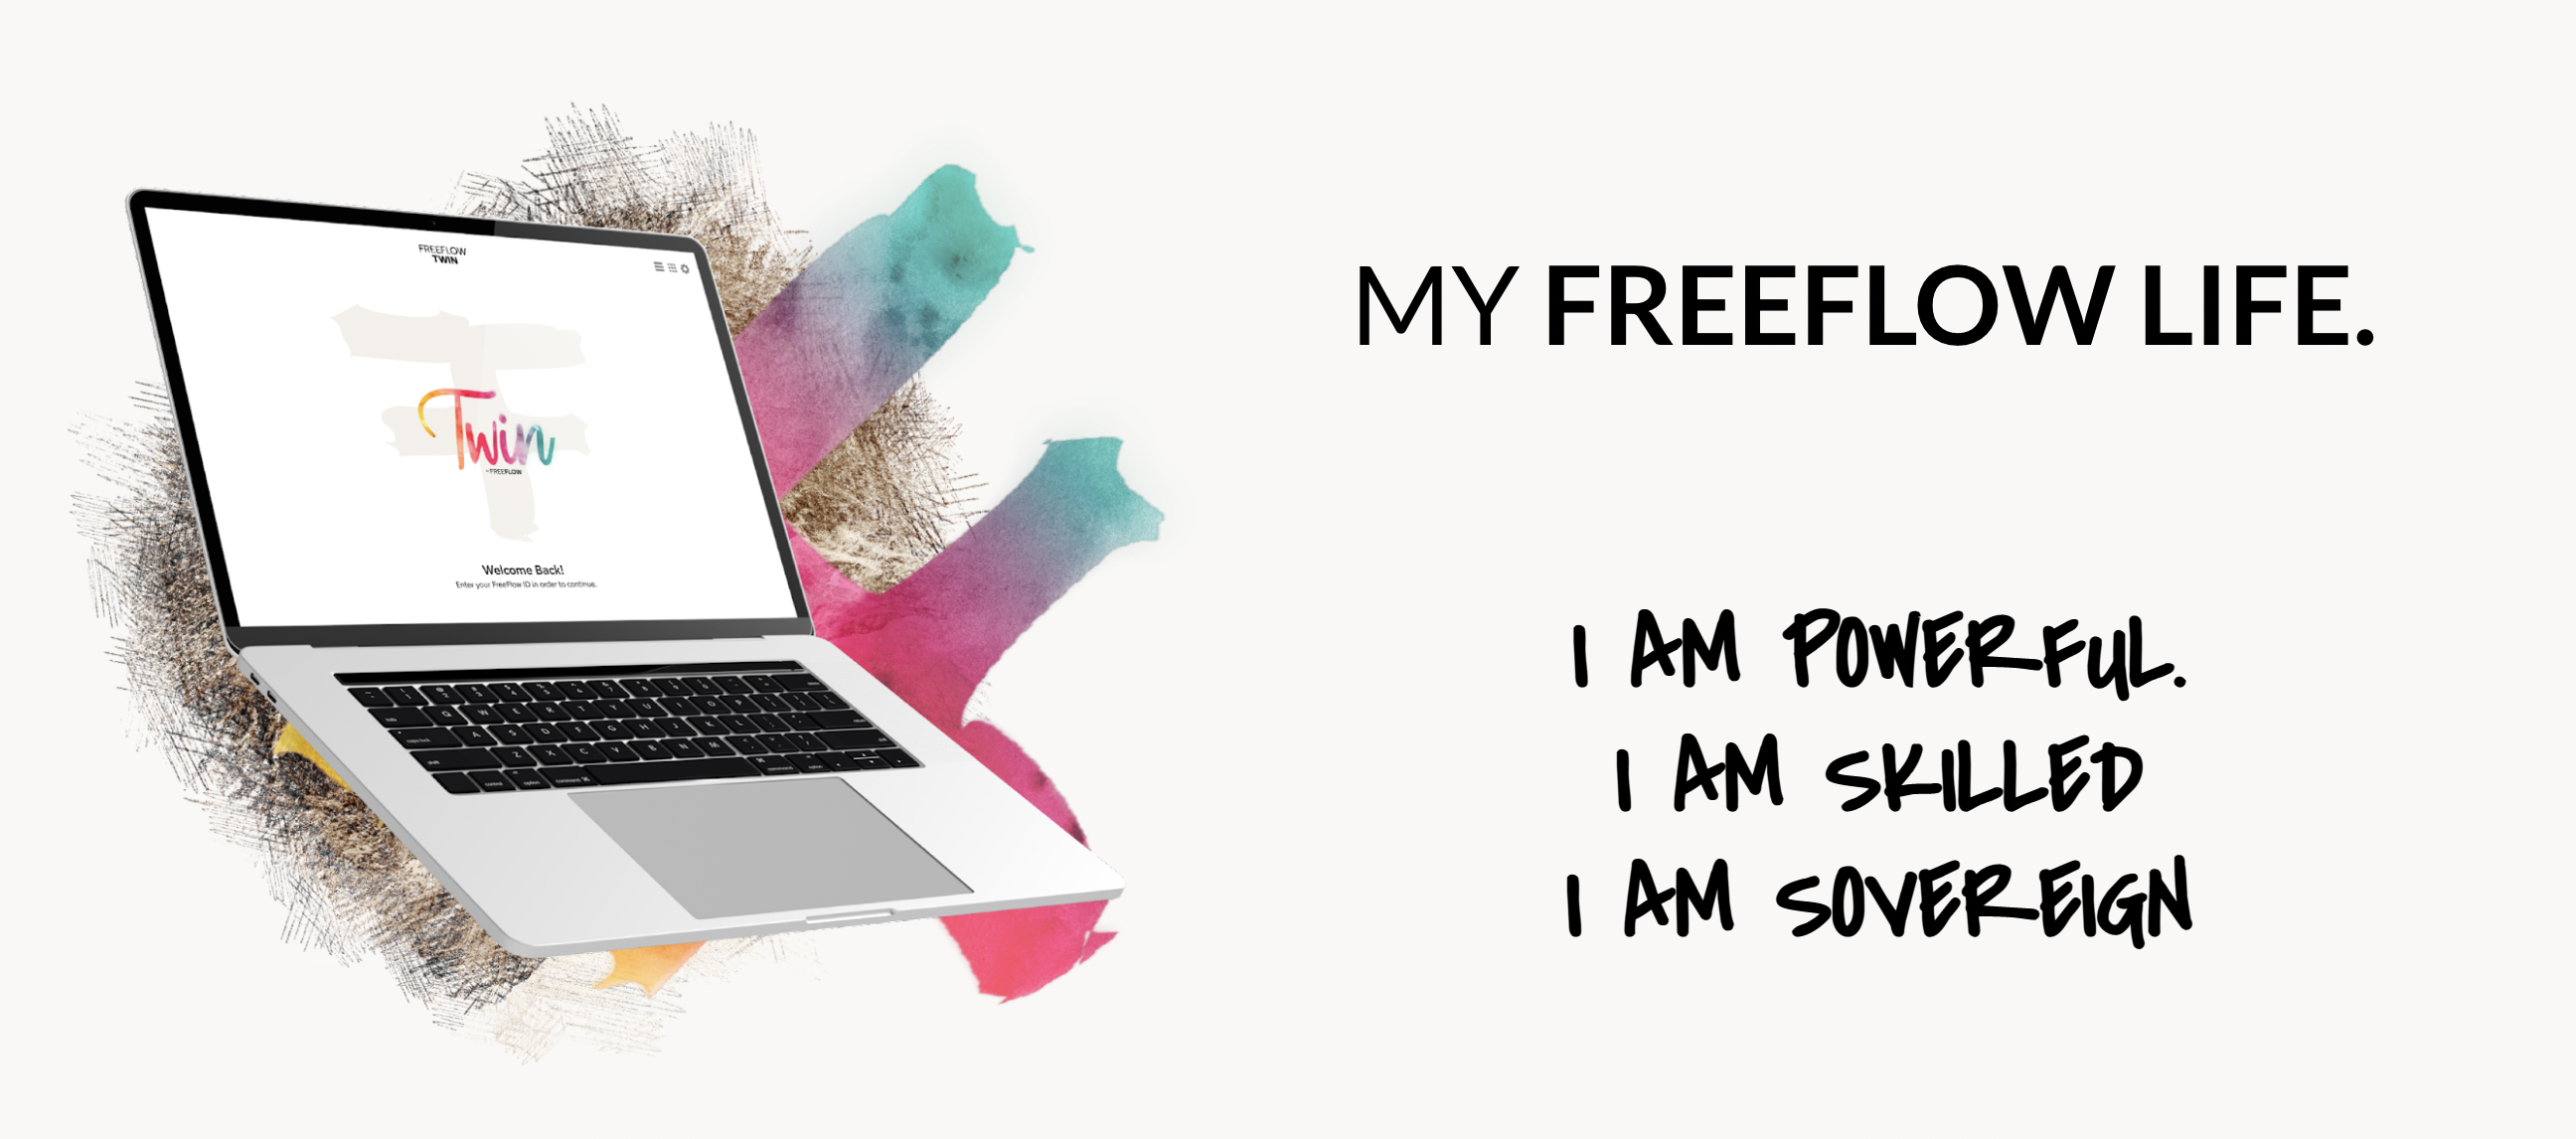 FREEFLOW
TWIN
Twin
~FREEFLOW
Welcome Back!
Enter your FreeFlow ID in order to continue.
MY FREEFLOW LIFE.
I AM POWERFUL.
I AM SKILLED
I AM SOVEREIGN